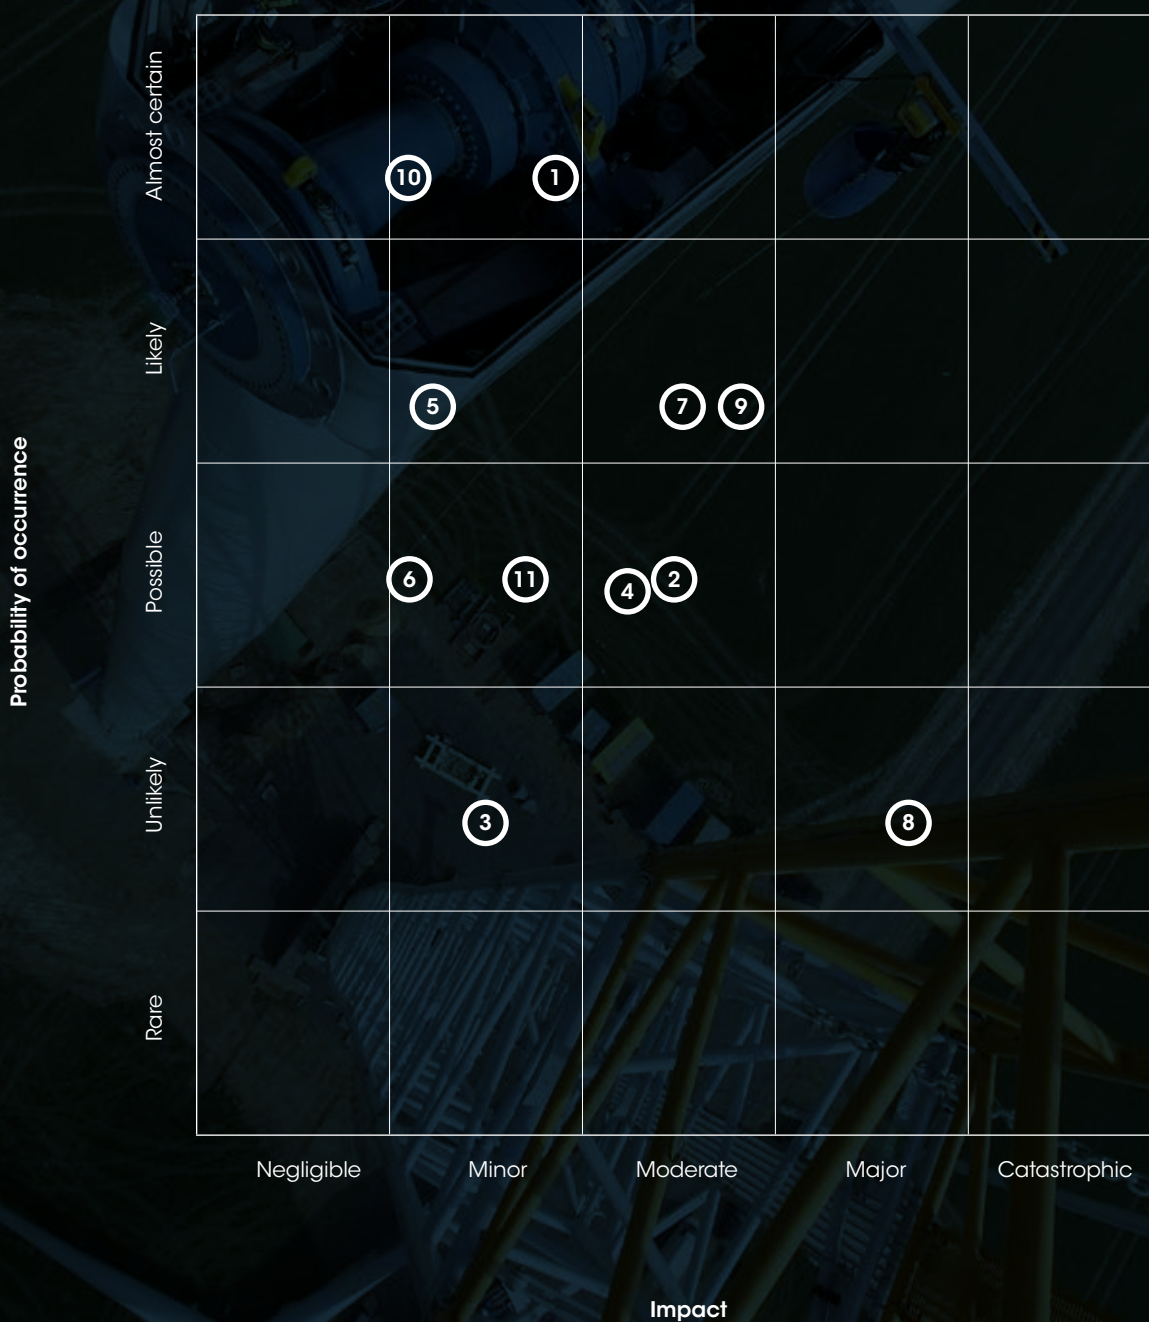 Probability of occurrence
Almost certain
10
1
Likely
5
7
9
Possible
6
11
4
2
Unlikely
3
8
Rare
Negligible
Minor
Moderate
Major
Catastrophic
Impact